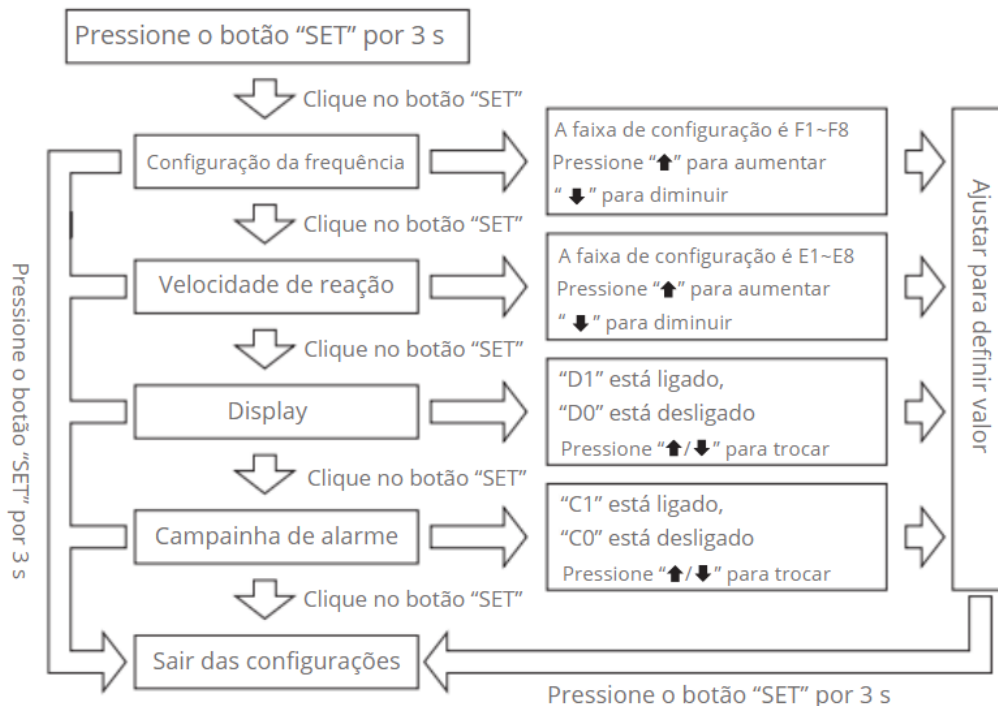 Pressione o botão “SET” por 3 s
Clique no botão “SET”
Configuração da frequência
A faixa de configuração é F1~F8
Pressione “⬆” para aumentar
“ ⬇ ” para diminuir
Clique no botão “SET”
Velocidade de reação
A faixa de configuração é E1~E8
Pressione “⬆” para aumentar
“ ⬇ ” para diminuir
Clique no botão “SET”
Display
“D1” está ligado,
“D0” está desligado
Pressione “⬆/⬇” para trocar
Clique no botão “SET”
Campainha de alarme
“C1” está ligado,
“C0” está desligado
Pressione “⬆/⬇” para trocar
Clique no botão “SET”
Sair das configurações
Ajustar para definir valor
Pressione o botão “SET” por 3 s
Pressione o botão “SET” por 3 s